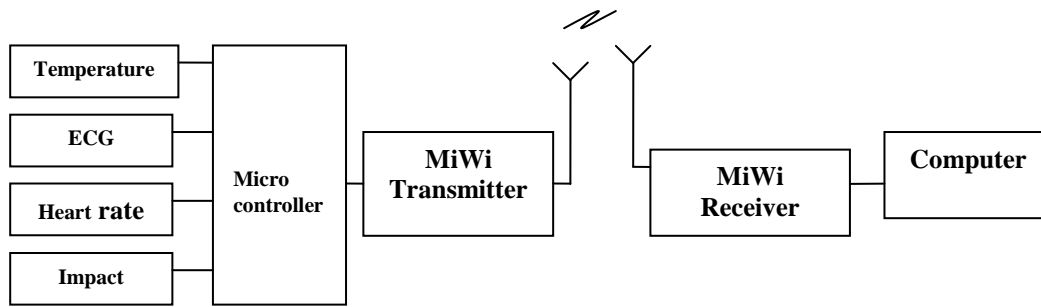 Temperature
ECG
Heart rate
Impact
Micro
controller
MiWi
Transmitter
MiWi
Receiver
Computer